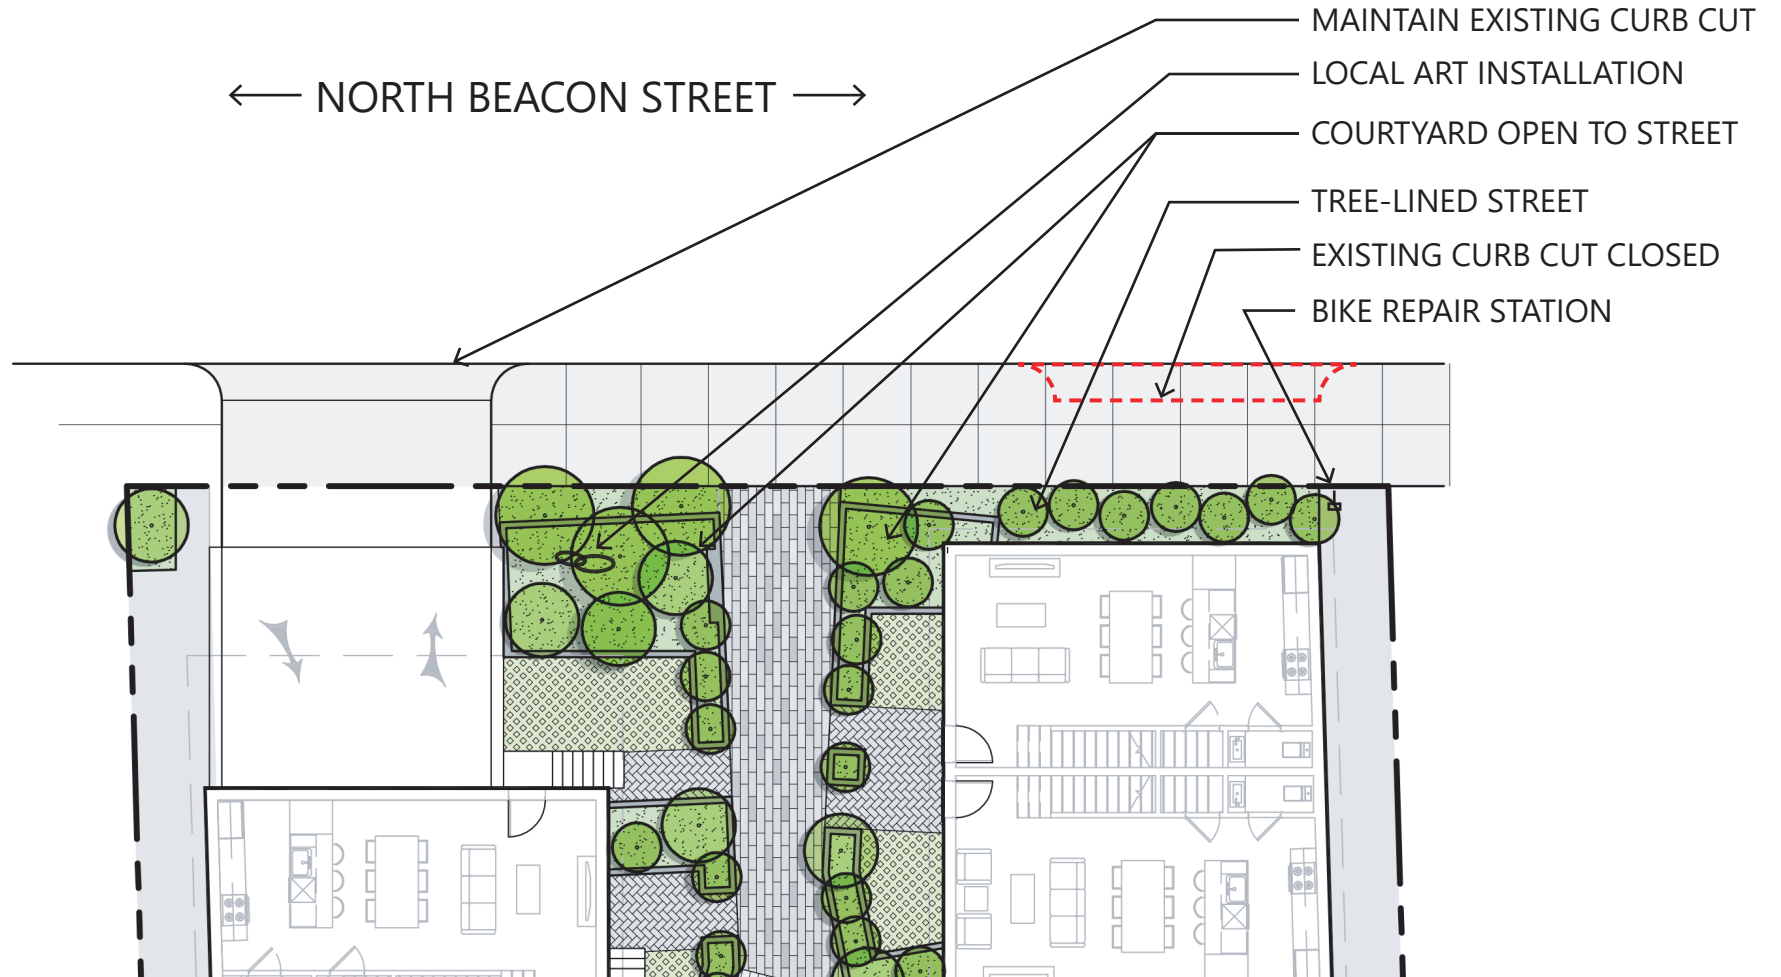 MAINTAIN EXISTING CURB CUT
LOCAL ART INSTALLATION
NORTH BEACON STREET
COURTYARD OPEN TO STREET
TREE-LINED STREET
EXISTING CURB CUT CLOSED
BIKE REPAIR STATION